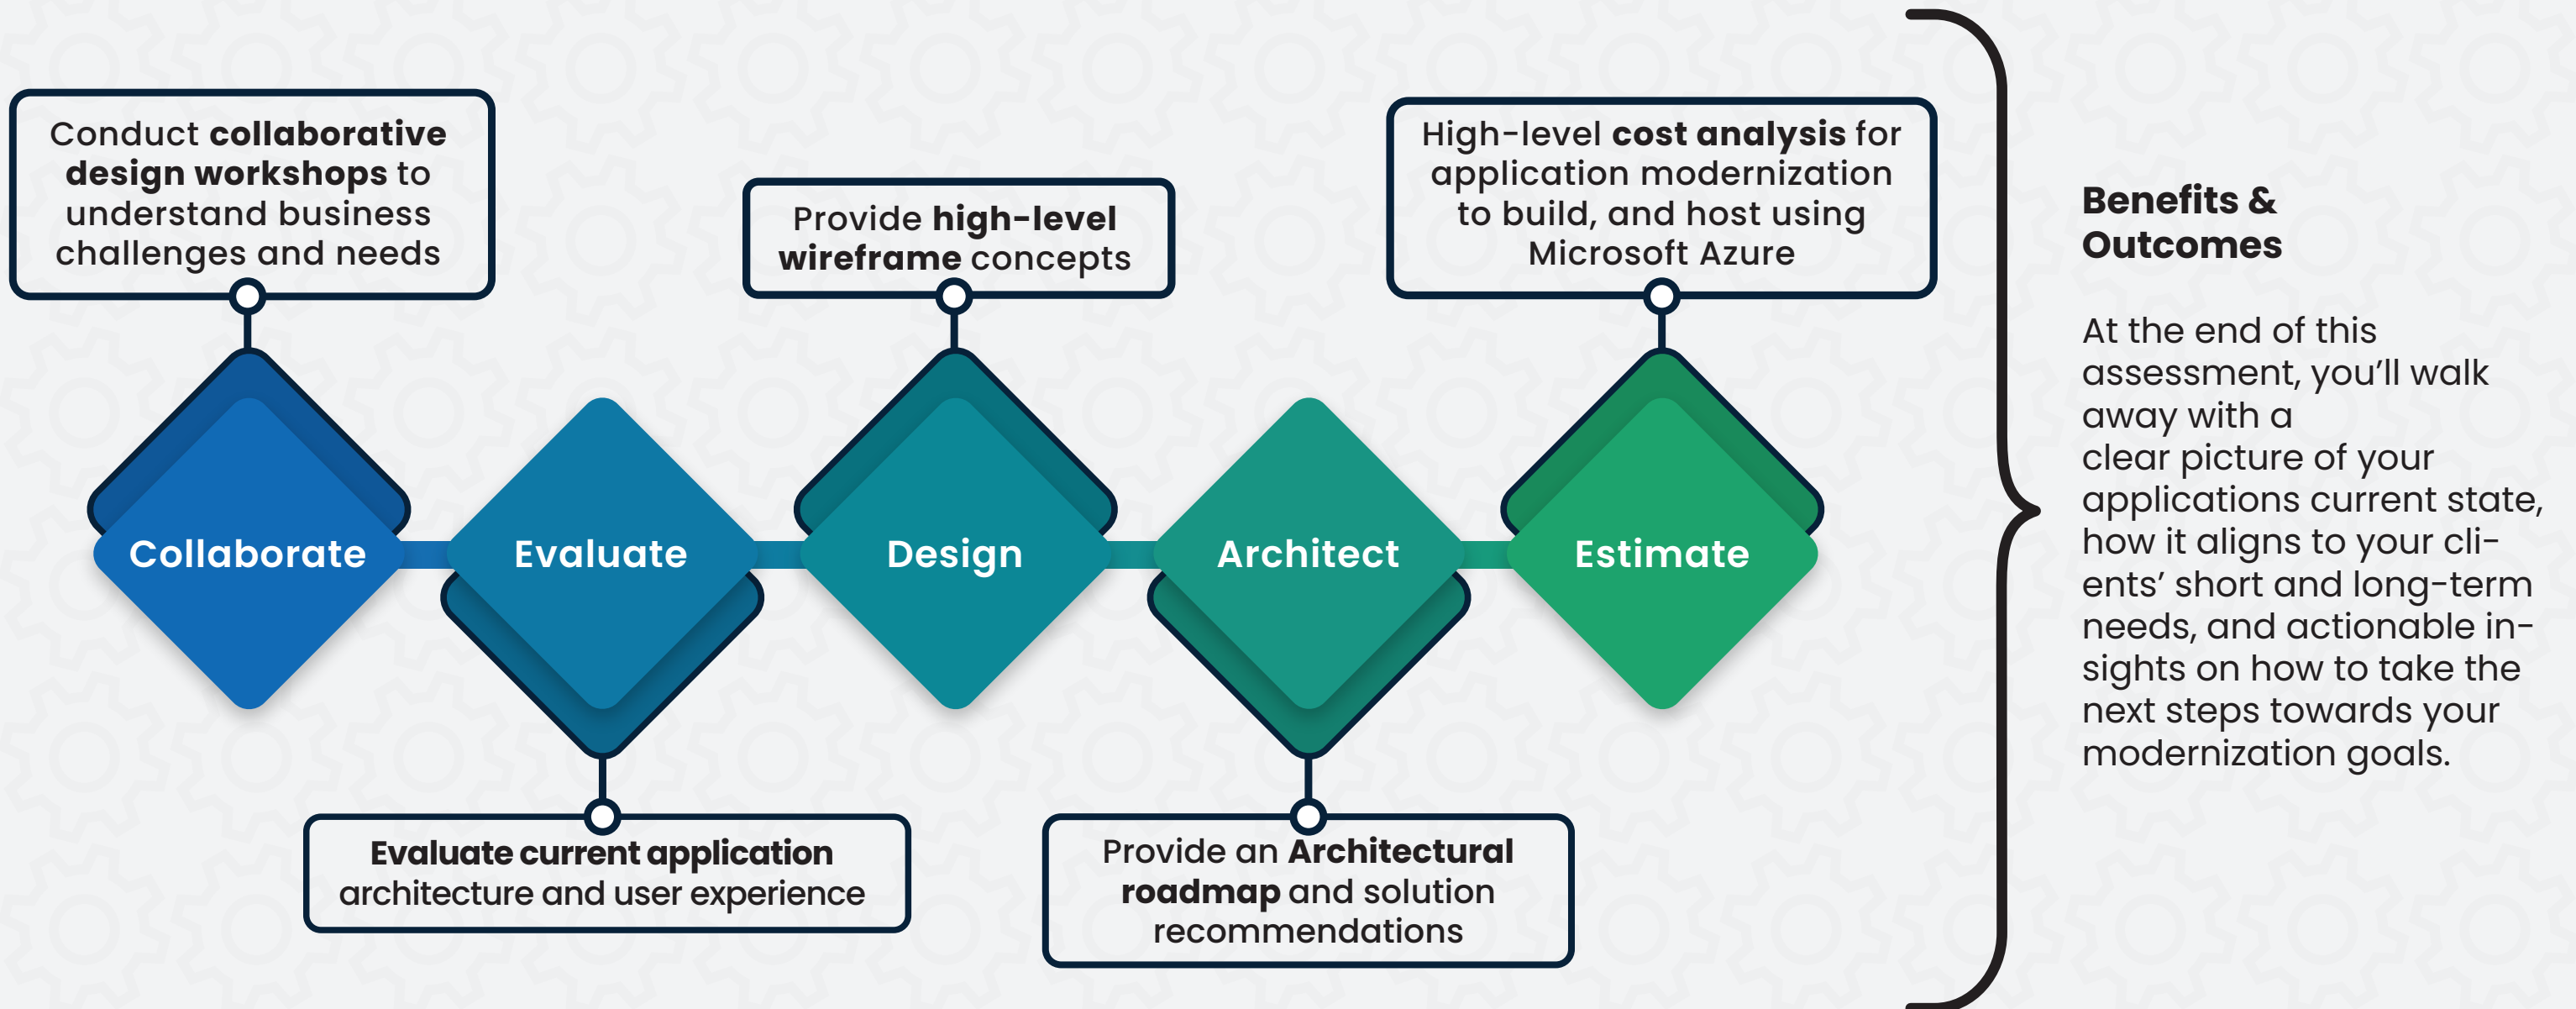 Conduct collaborative
design workshops to
understand business
challenges and needs
Provide high-level
wireframe concepts
High-level cost analysis for
application modernization
to build, and host using
Microsoft Azure
Collaborate
Evaluate
Design
Architect
Estimate
Evaluate current application
architecture and user experience
Provide an Architectural
roadmap and solution
recommendations
Benefits &
Outcomes
At the end of this
assessment, you’ll walk
away with a
clear picture of your
applications current state,
how it aligns to your cli-
ents’ short and long-term
needs, and actionable in-
sights on how to take the
next steps towards your
modernization goals.